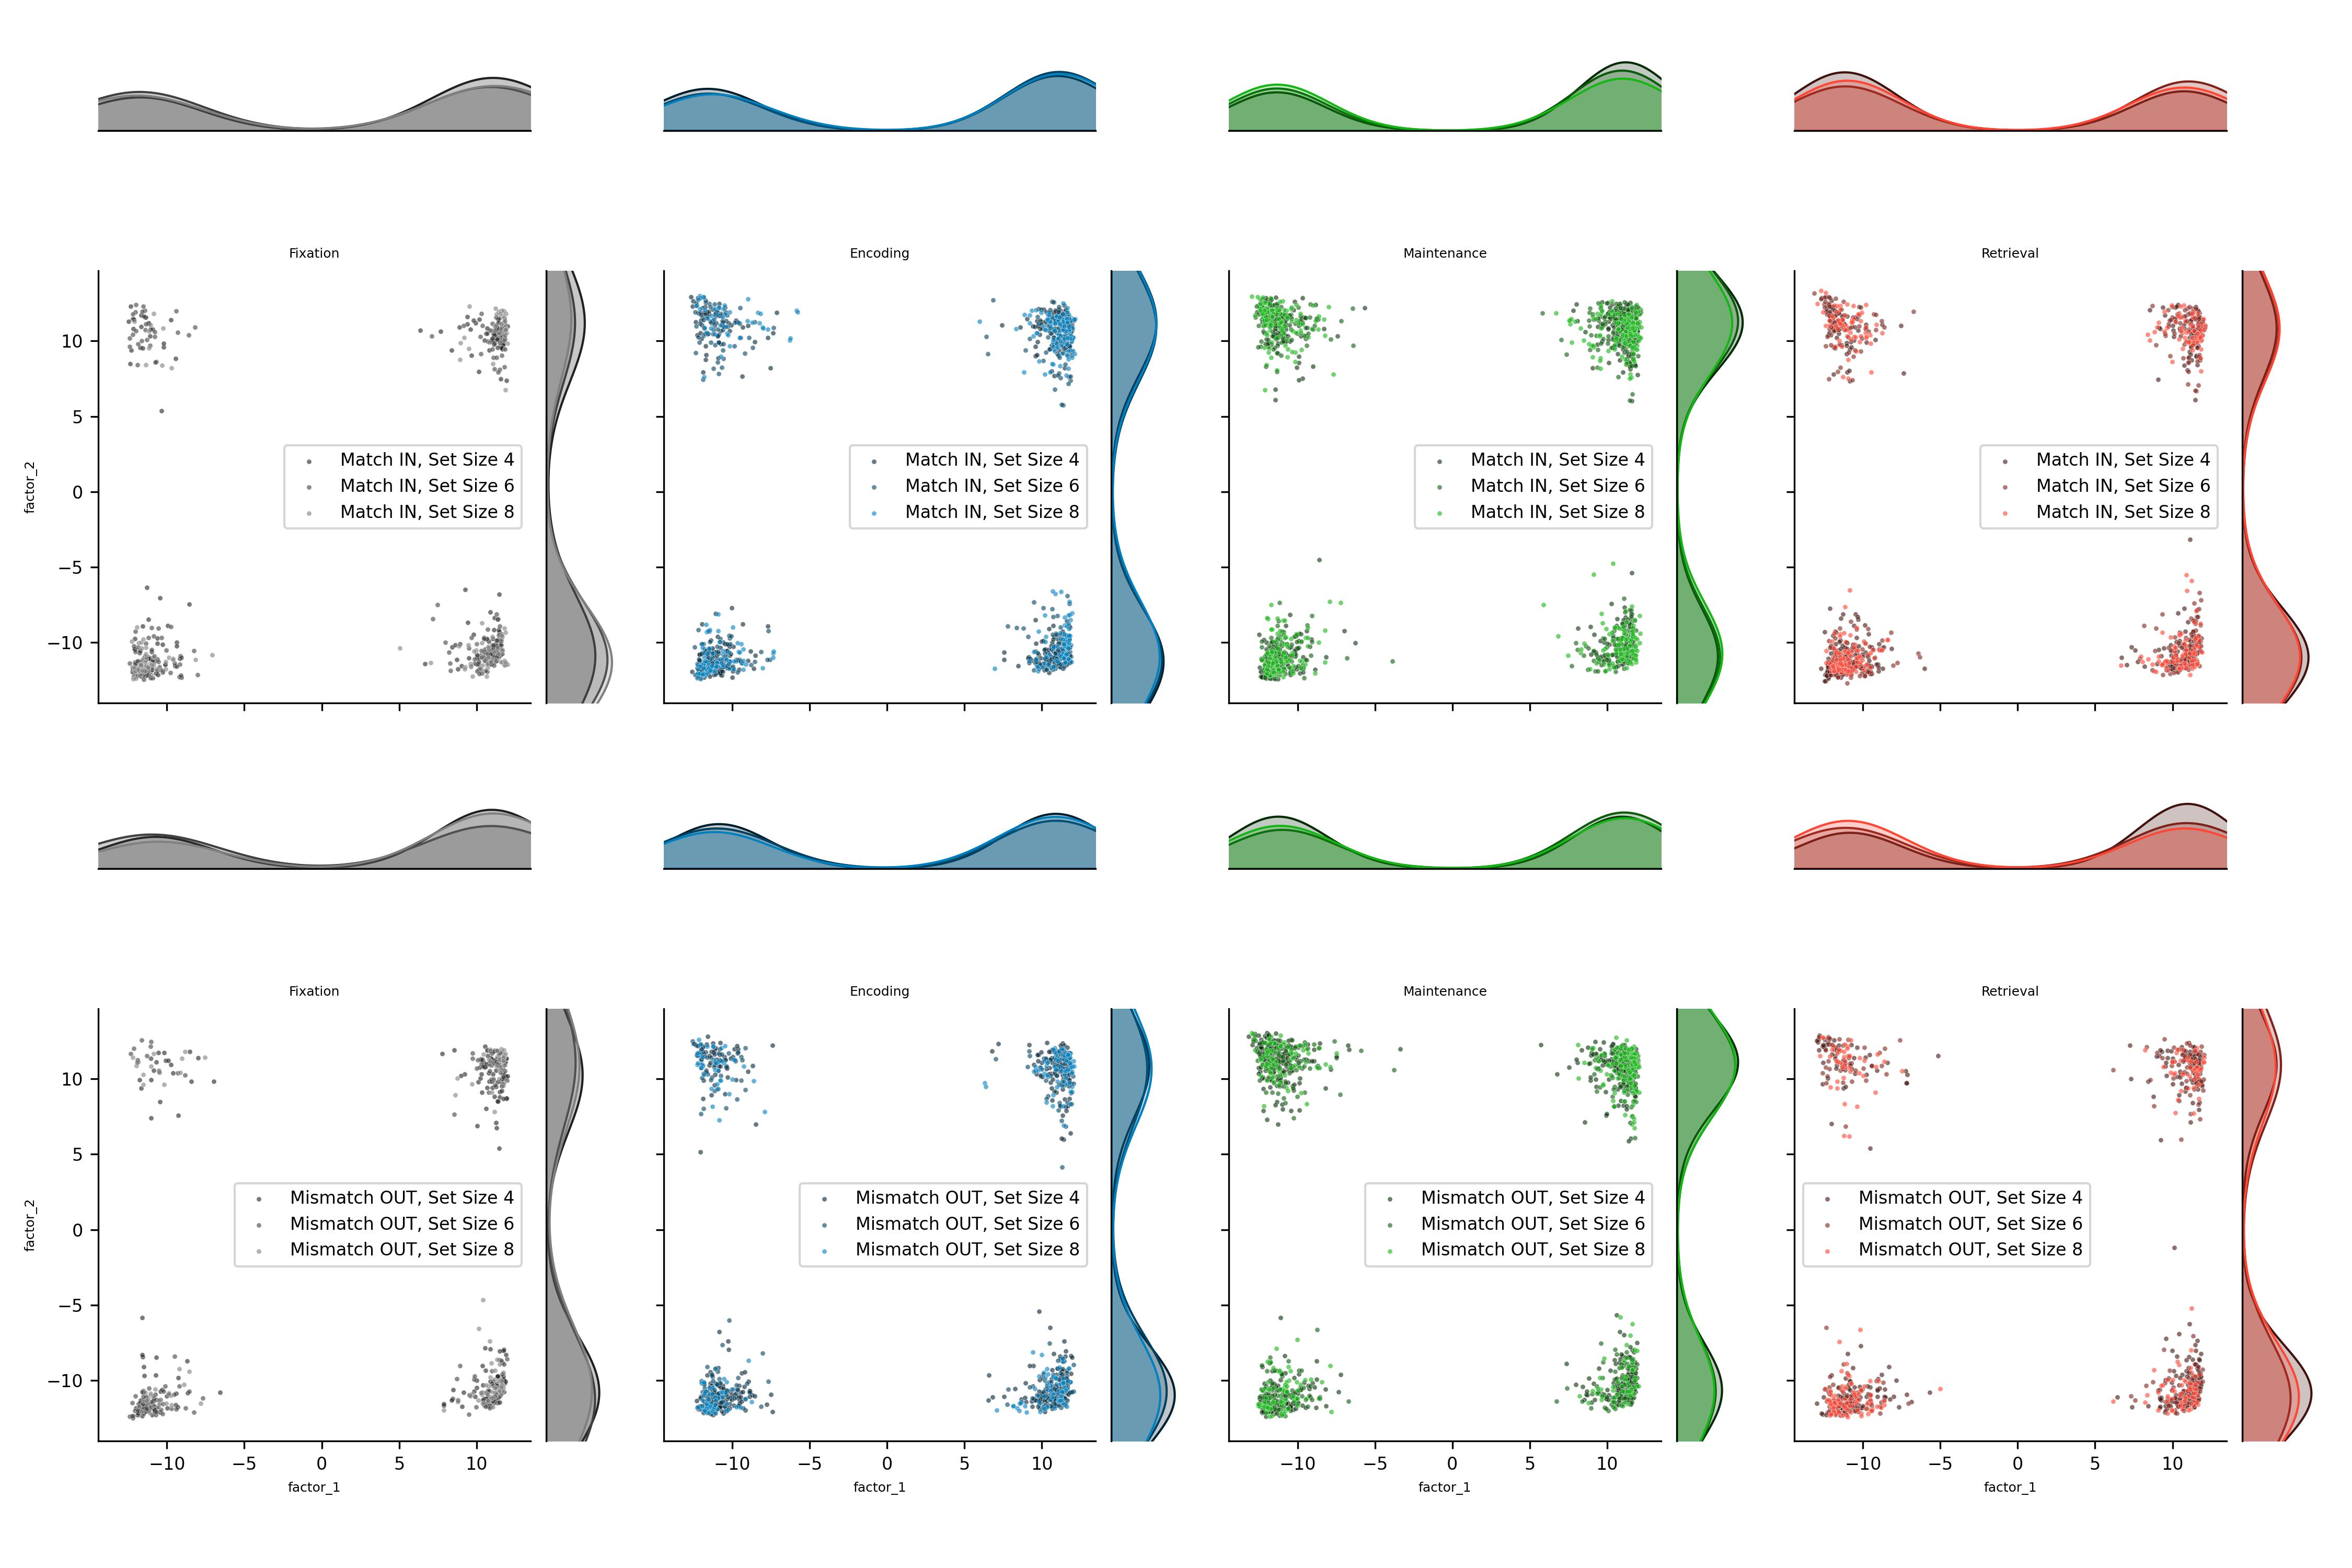 Fixation
Encoding
Maintenance
Retrieval
10
5
0
−5
−10
factor_2
Match IN, Set Size 4
Match IN, Set Size 6
Match IN, Set Size 8
Match IN, Set Size 4
Match IN, Set Size 6
Match IN, Set Size 8
Match IN, Set Size 4
Match IN, Set Size 6
Match IN, Set Size 8
Match IN, Set Size 4
Match IN, Set Size 6
Match IN, Set Size 8
Fixation
Encoding
Maintenance
Retrieval
10
5
0
−5
−10
factor_2
Mismatch OUT, Set Size 4
Mismatch OUT, Set Size 6
Mismatch OUT, Set Size 8
Mismatch OUT, Set Size 4
Mismatch OUT, Set Size 6
Mismatch OUT, Set Size 8
Mismatch OUT, Set Size 4
Mismatch OUT, Set Size 6
Mismatch OUT, Set Size 8
Mismatch OUT, Set Size 4
Mismatch OUT, Set Size 6
Mismatch OUT, Set Size 8
−10 −5 0 5 10
−10 −5 0 5 10
−10 −5 0 5 10
−10 −5 0 5 10
factor_1
factor_1
factor_1
factor_1